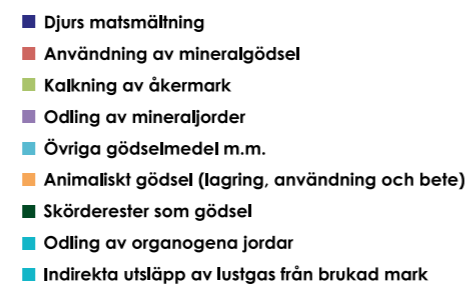 Djurs matsmältning
Användning av mineralgödsel
Kalkning av åkermark
Odling av mineraljorder
Övriga gödselmedel m.m.
Animaliskt gödsel (lagring, användning och bete)
Skörderester som gödsel
Odling av organogena jordar
Indirekta utsläpp av lustgas från brukad mark